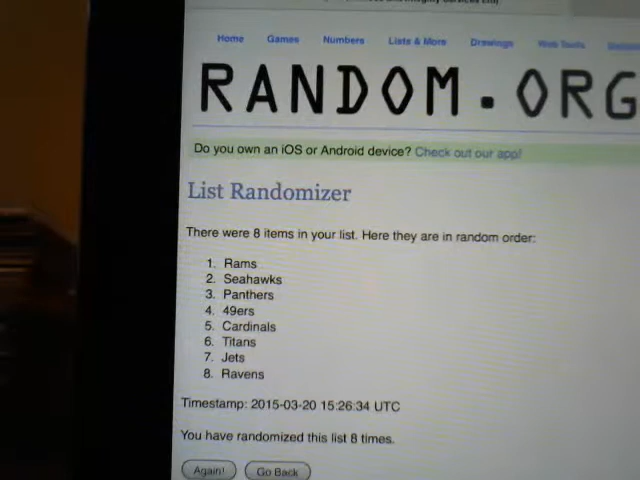 Home Games Numbers Lists & More Drawings Web Tools
RANDOM.ORG
Do you own an iOS or Android device? Check out our app!
List Randomizer
There were 8 items in your list. Here they are in random order:
1. Rams
2. Seahawks
3. Panthers
4. 49ers
5. Cardinals
6. Titans
7. Jets
8. Ravens
Timestamp: 2015-03-20 15:26:34 UTC
You have randomized this list 8 times.
Again! Go Back